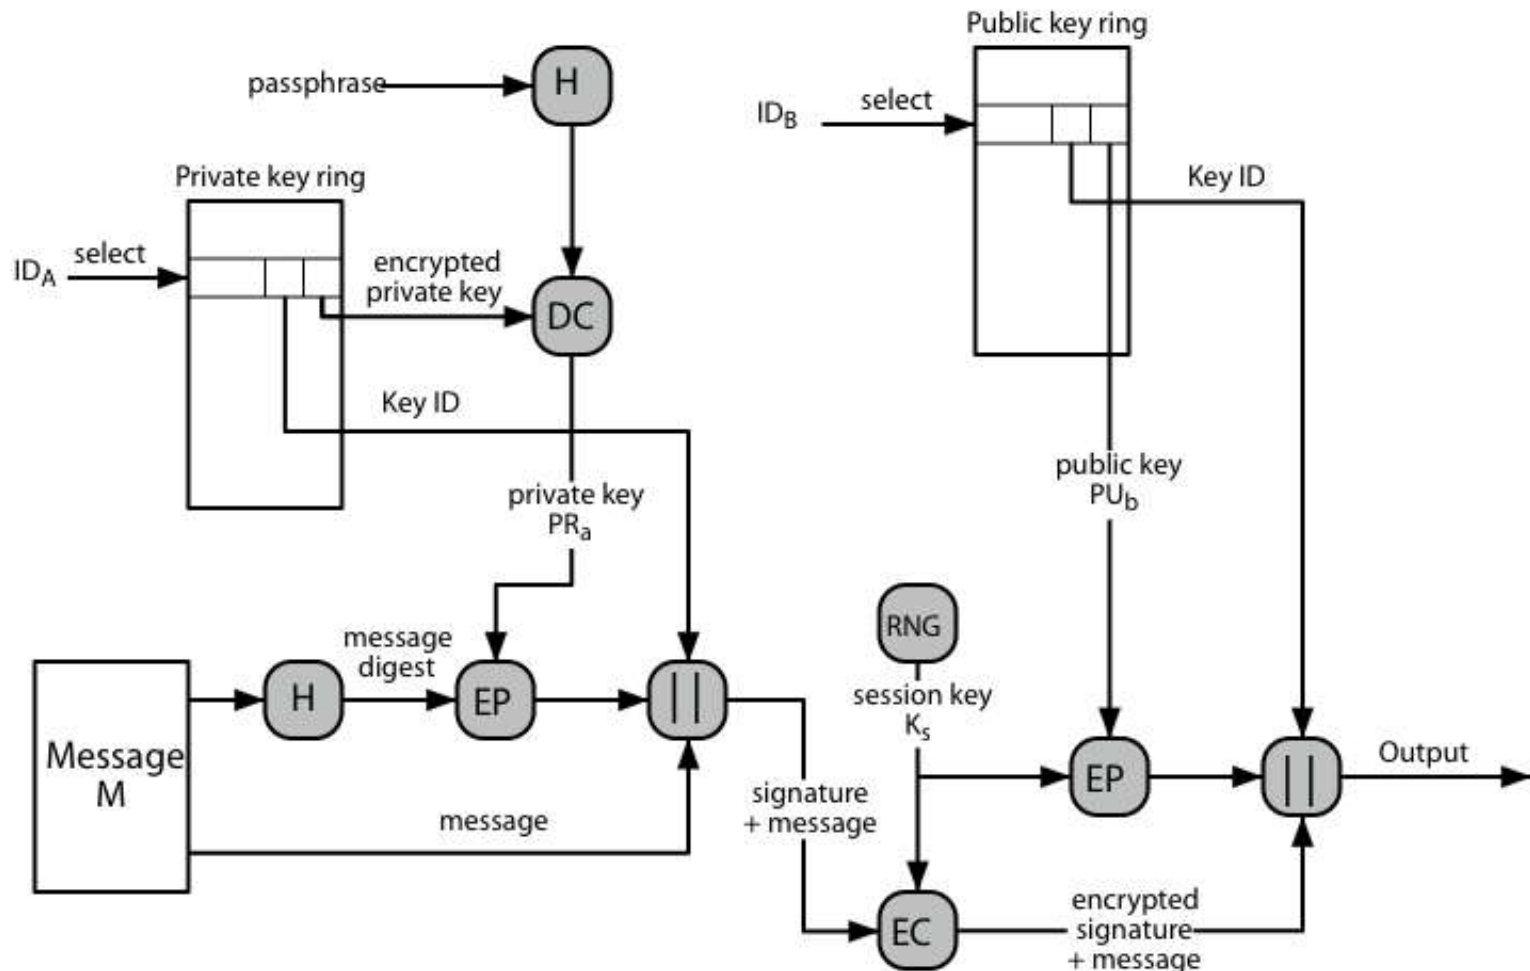 Public key ring
passphrase
H
ID_B
select
Private key ring
Key ID
ID_A
select
encrypted
private key
DC
Key ID
public key
PU_b
private key
PR_a
RNG
message
digest
session key
K_s
H
EP
||
Message
M
EP
||
Output
signature
+ message
message
encrypted
signature
+ message
EC